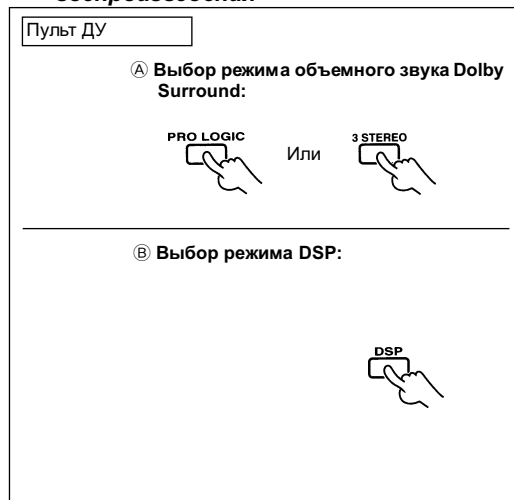 Пульт ДУ
Ⓐ Выбор режима объемного звука Dolby
Surround:
PRO LOGIC
Или
3 STEREO
Ⓑ Выбор режима DSP:
DSP